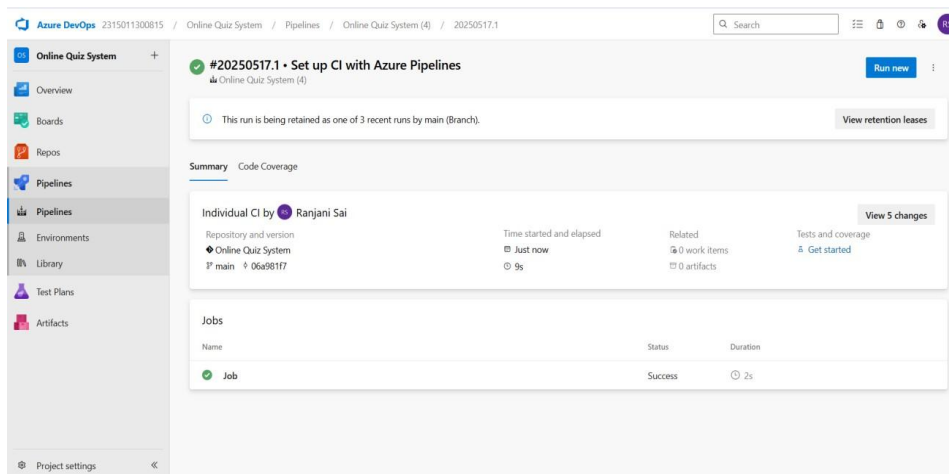 Azure DevOps 2315011300815 / Online Quiz System / Pipelines / Online Quiz System (4) / 20250517.1
Search
RS
OS Online Quiz System +
Overview
Boards
Repos
Pipelines
Pipelines
Environments
Library
Test Plans
Artifacts
Project settings
#20250517.1 • Set up CI with Azure Pipelines
Online Quiz System (4)
Run new
This run is being retained as one of 3 recent runs by main (Branch).
View retention leases
Summary Code Coverage
Individual CI by RS Ranjani Sai
View 5 changes
Repository and version
Online Quiz System
main 06a981f7
Time started and elapsed
Just now
9s
Related
0 work items
0 artifacts
Tests and coverage
Get started
Jobs
Name Status Duration
Job Success 2s